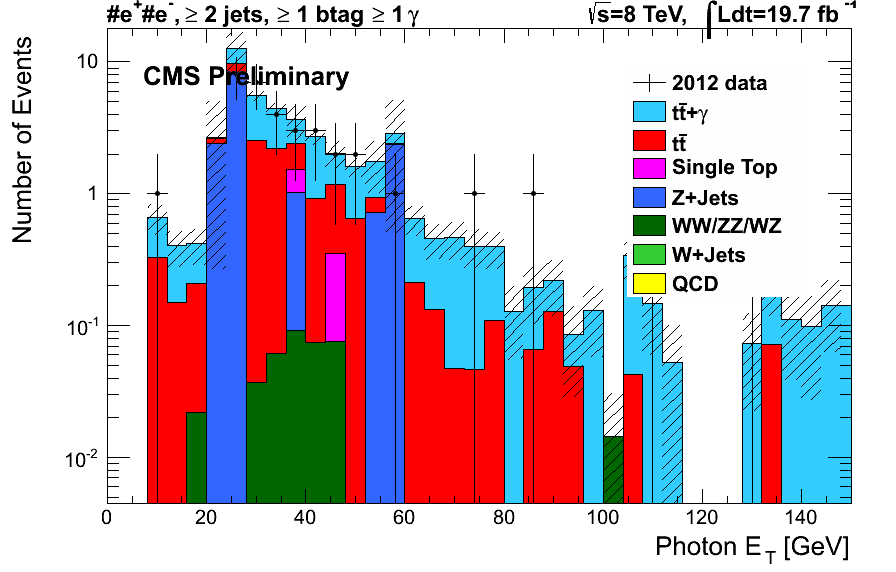 #e⁺#e⁻, ≥ 2 jets, ≥ 1 btag ≥ 1 γ √s=8 TeV, ∫Ldt=19.7 fb⁻¹
CMS Preliminary
Number of Events
10
1
10⁻¹
10⁻²
2012 data
tt̄+γ
tt̄
Single Top
Z+Jets
WW/ZZ/WZ
W+Jets
QCD
0 20 40 60 80 100 120 140
Photon E_T [GeV]